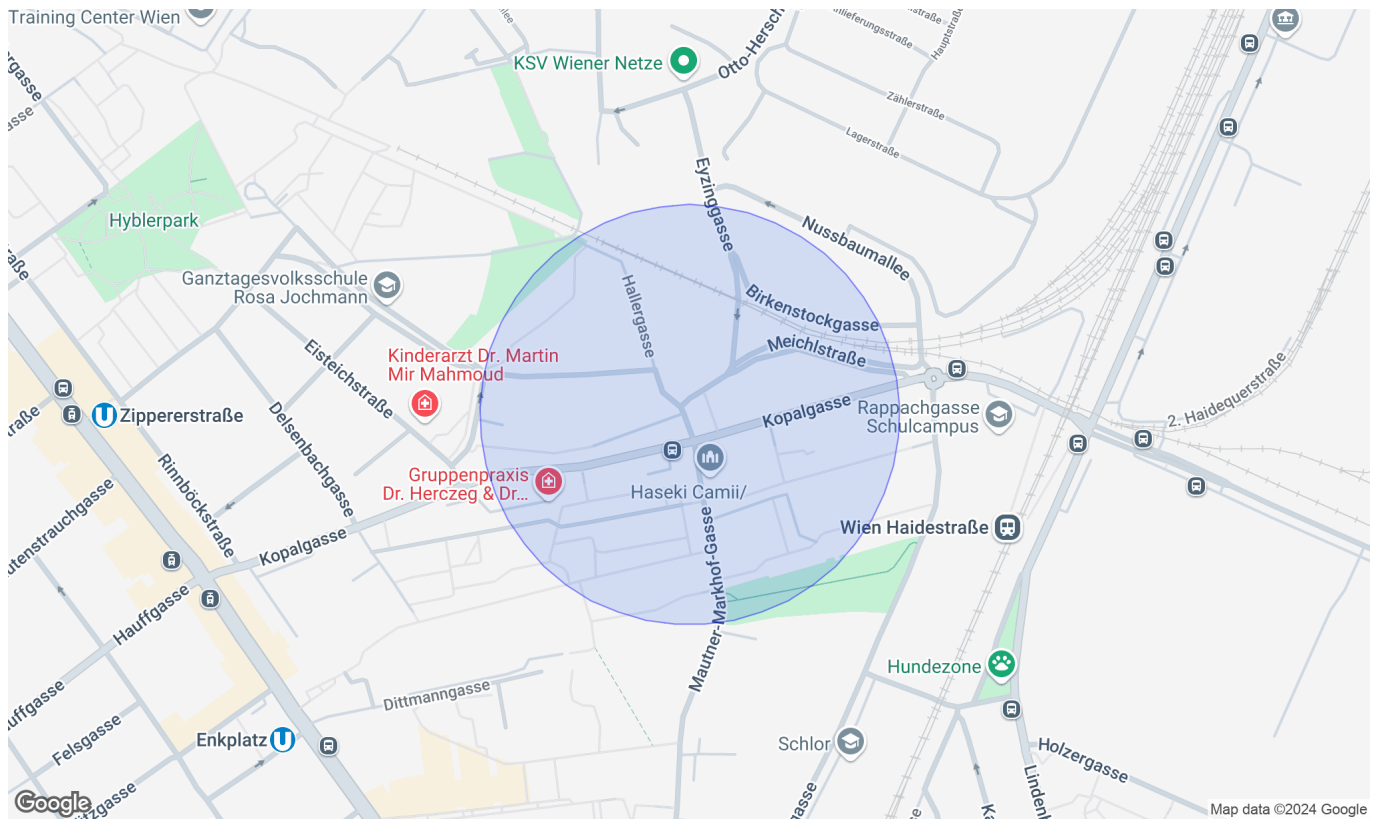 Training Center Wien
KSV Wiener Netze
Otto-Hersch
Hauptstraße
Zählerstraße
Lagerstraße
Eyzinggasse
Hyblerpark
Nussbaumallee
Ganztagesvolksschule
Rosa Jochmann
Hallergasse
Birkenstockgasse
Meichlstraße
Eisteichstraße
Kinderarzt Dr. Martin
Mir Mahmoud
2. Haidequerstraße
Zippererstraße
Delsenbachgasse
Kopalgasse
Rappachgasse
Schulcampus
Rinnböckstraße
Gruppenpraxis
Dr. Herczeg & Dr...
Haseki Camii/
Wien Haidestraße
Kopalgasse
Hauffgasse
Mautner-Markhof-Gasse
Hundezone
Dittmanngasse
Felsgasse
Enkplatz
Schlor
Holzergasse
Lindenb
Google
Map data ©2024 Google